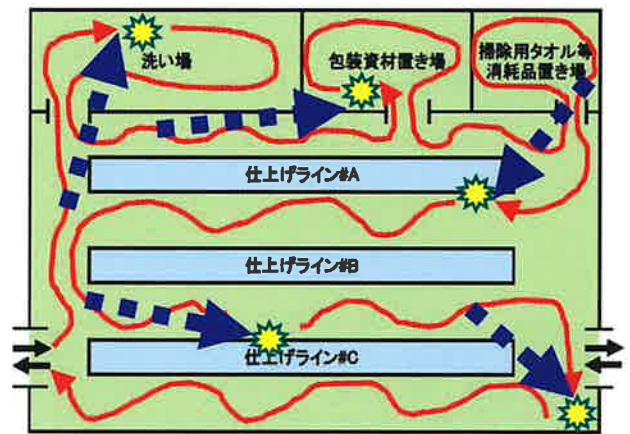 洗い場
包装資材置き場
掃除用タオル等
消耗品置き場
仕上げライン#A
仕上げライン#B
仕上げライン#C